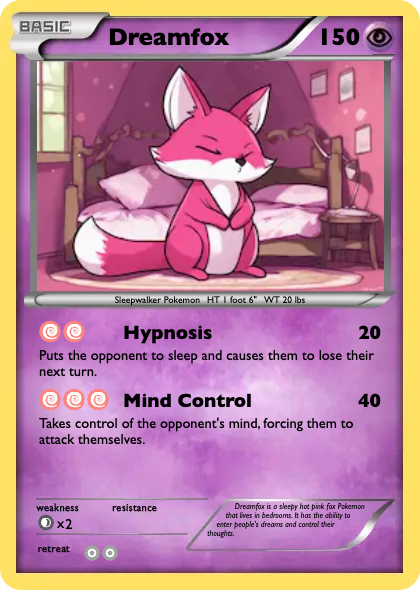 BASIC
Dreamfox 150
Sleepwalker Pokemon HT 1 foot 6" WT 20 lbs
Hypnosis 20
Puts the opponent to sleep and causes them to lose their
next turn.
Mind Control 40
Takes control of the opponent's mind, forcing them to
attack themselves.
weakness resistance
x2
Dreamfox is a sleepy hot pink fox Pokemon
that lives in bedrooms. It has the ability to
enter people's dreams and control their
thoughts.
retreat